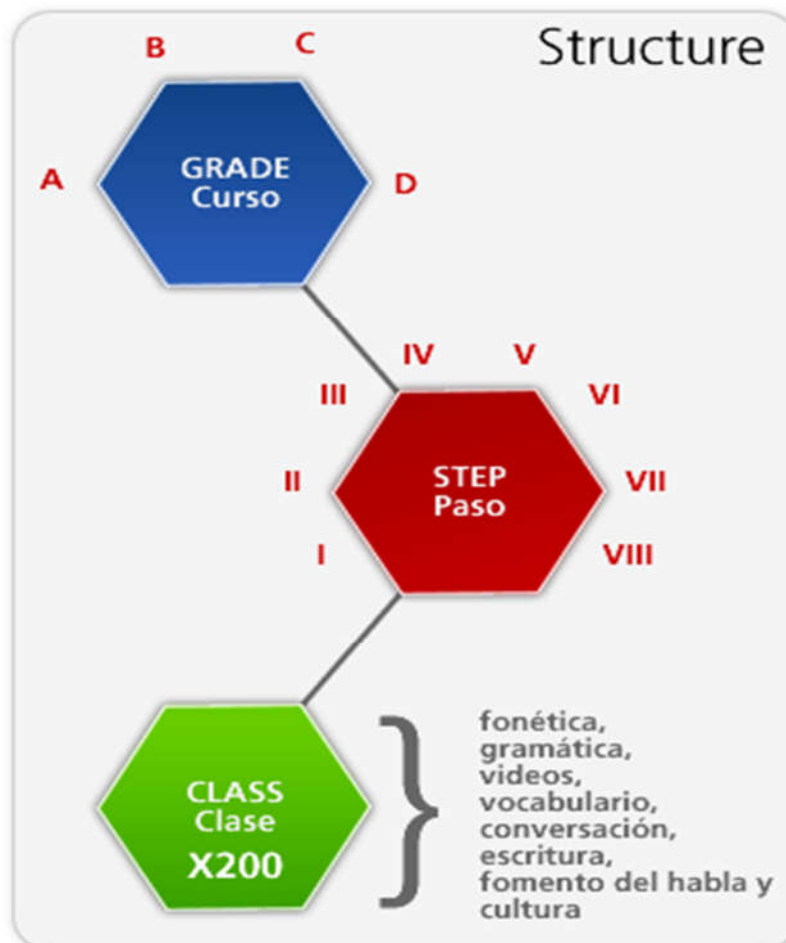 Structure
B
C
A
GRADE
Curso
D
IV
V
III
VI
II
STEP
Paso
VII
I
VIII
CLASS
Clase
X200
fonética,
gramática,
videos,
vocabulario,
conversación,
escritura,
fomento del habla y
cultura